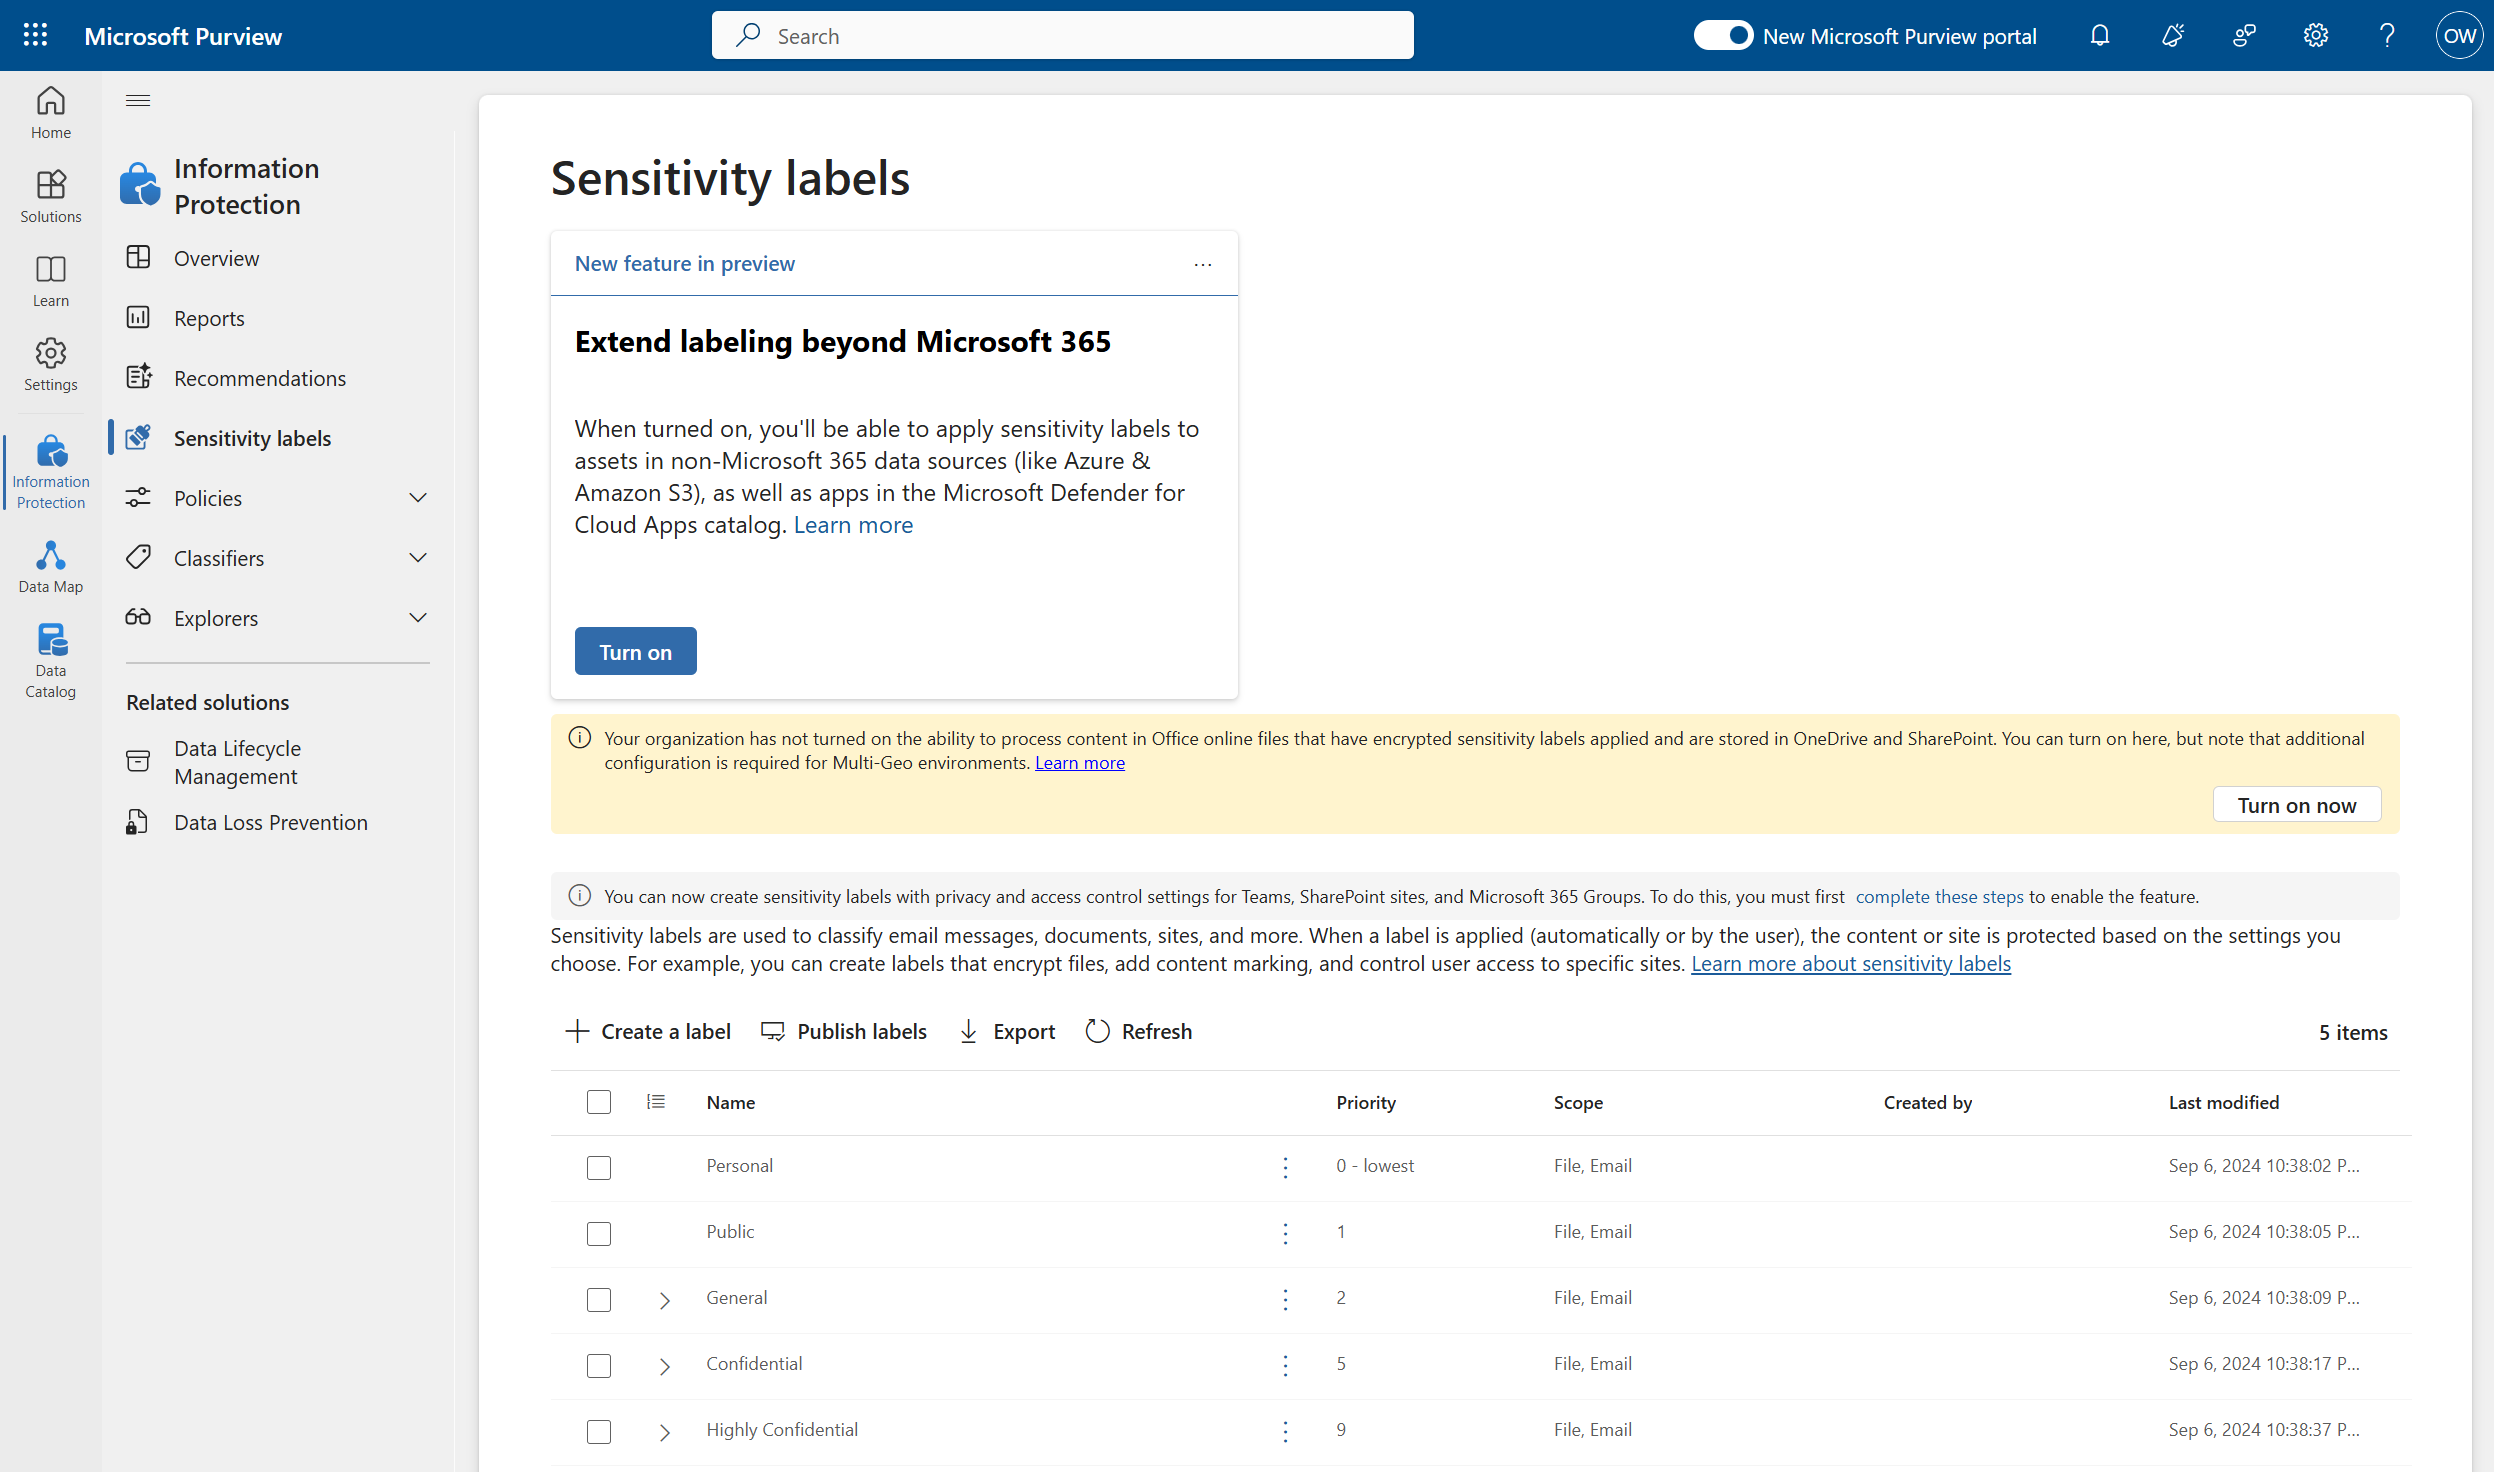 Microsoft Purview
Search
New Microsoft Purview portal
OW
Home
Solutions
Learn
Settings
Information
Protection
Data Map
Data
Catalog
Information
Protection
Overview
Reports
Recommendations
Sensitivity labels
Policies
Classifiers
Explorers
Related solutions
Data Lifecycle
Management
Data Loss Prevention
Sensitivity labels
New feature in preview
Extend labeling beyond Microsoft 365
When turned on, you'll be able to apply sensitivity labels to
assets in non-Microsoft 365 data sources (like Azure &
Amazon S3), as well as apps in the Microsoft Defender for
Cloud Apps catalog. Learn more
Turn on
Your organization has not turned on the ability to process content in Office online files that have encrypted sensitivity labels applied and are stored in OneDrive and SharePoint. You can turn on here, but note that additional
configuration is required for Multi-Geo environments. Learn more
Turn on now
You can now create sensitivity labels with privacy and access control settings for Teams, SharePoint sites, and Microsoft 365 Groups. To do this, you must first complete these steps to enable the feature.
Sensitivity labels are used to classify email messages, documents, sites, and more. When a label is applied (automatically or by the user), the content or site is protected based on the settings you
choose. For example, you can create labels that encrypt files, add content marking, and control user access to specific sites. Learn more about sensitivity labels
Create a label Publish labels Export Refresh 5 items
Name Priority Scope Created by Last modified
Personal 0 - lowest File, Email Sep 6, 2024 10:38:02 P...
Public 1 File, Email Sep 6, 2024 10:38:05 P...
General 2 File, Email Sep 6, 2024 10:38:09 P...
Confidential 5 File, Email Sep 6, 2024 10:38:17 P...
Highly Confidential 9 File, Email Sep 6, 2024 10:38:37 P...